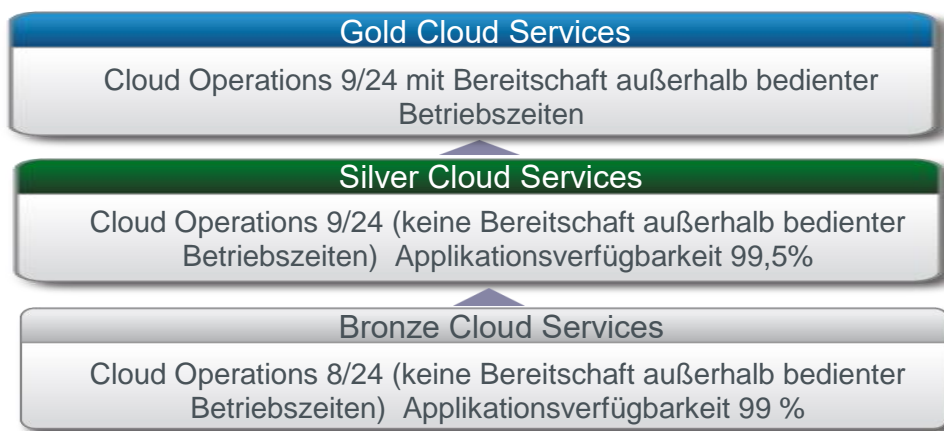 Gold Cloud Services
Cloud Operations 9/24 mit Bereitschaft außerhalb bedienter
Betriebszeiten
Silver Cloud Services
Cloud Operations 9/24 (keine Bereitschaft außerhalb bedienter
Betriebszeiten)  Applikationsverfügbarkeit 99,5%
Bronze Cloud Services
Cloud Operations 8/24 (keine Bereitschaft außerhalb bedienter
Betriebszeiten)  Applikationsverfügbarkeit 99 %